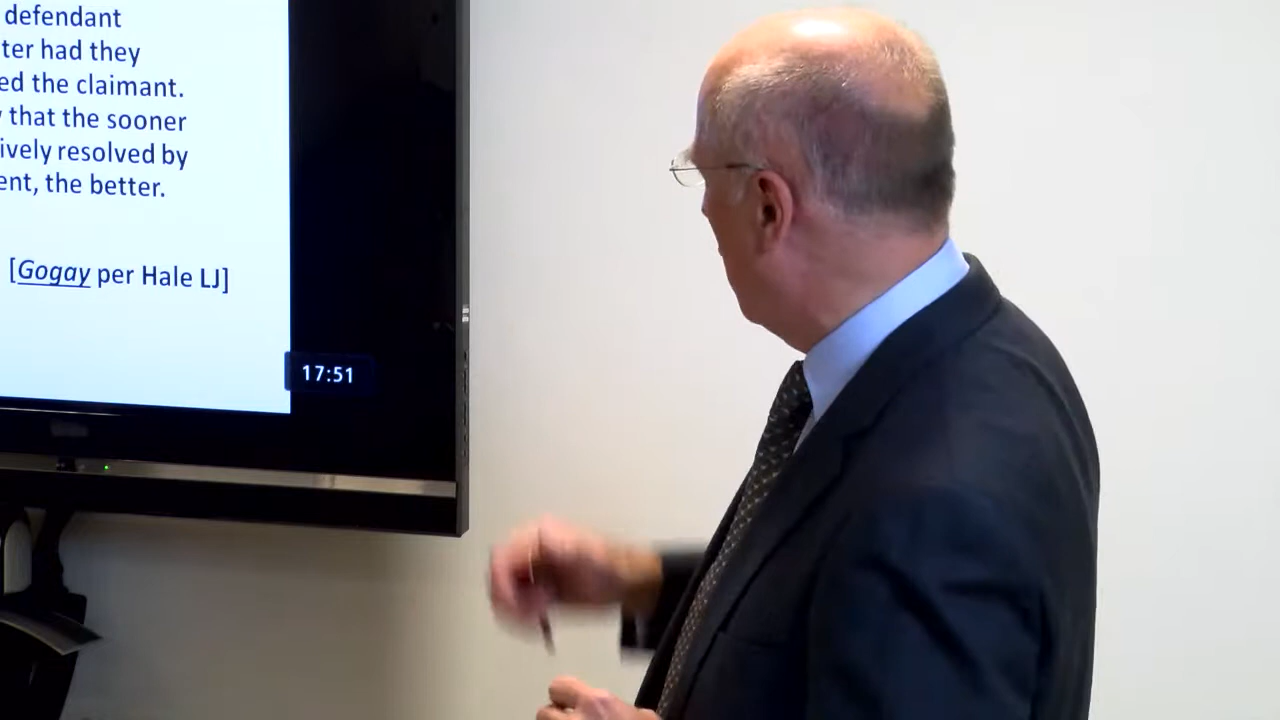 defendant
ter had they
ed the claimant.
that the sooner
ively resolved by
ent, the better.
[Gogay per Hale LJ]
17:51